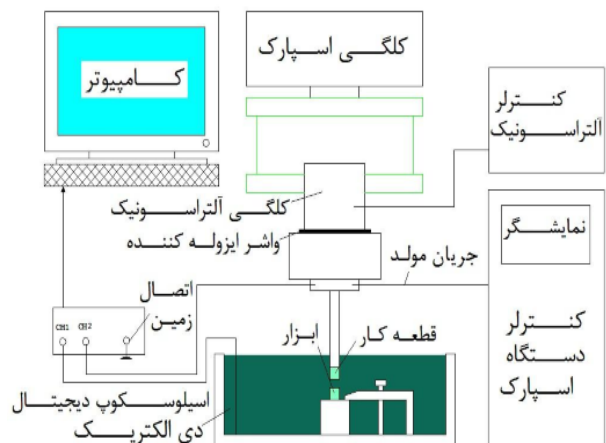 کامپیوتر
کلگی اسپارک
کنترلر
آلتراسونیک
کلگی آلتراسونیک
واشر ایزوله کننده
نمایشگر
جریان مولد
اتصال
زمین
CH1 CH2
قطعه کار
ابزار
کنترلر
دستگاه
اسپارک
اسیلوسکوپ دیجیتال
دی الکتریک